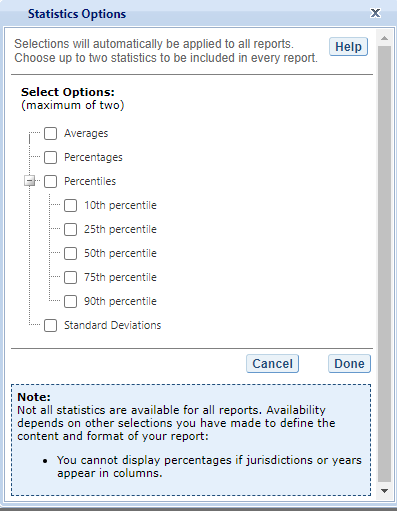 Statistics Options X
Selections will automatically be applied to all reports.
Choose up to two statistics to be included in every report.
Help
Select Options:
(maximum of two)
Averages
Percentages
Percentiles
10th percentile
25th percentile
50th percentile
75th percentile
90th percentile
Standard Deviations
Cancel Done
Note:
Not all statistics are available for all reports. Availability
depends on other selections you have made to define the
content and format of your report:
• You cannot display percentages if jurisdictions or years
appear in columns.